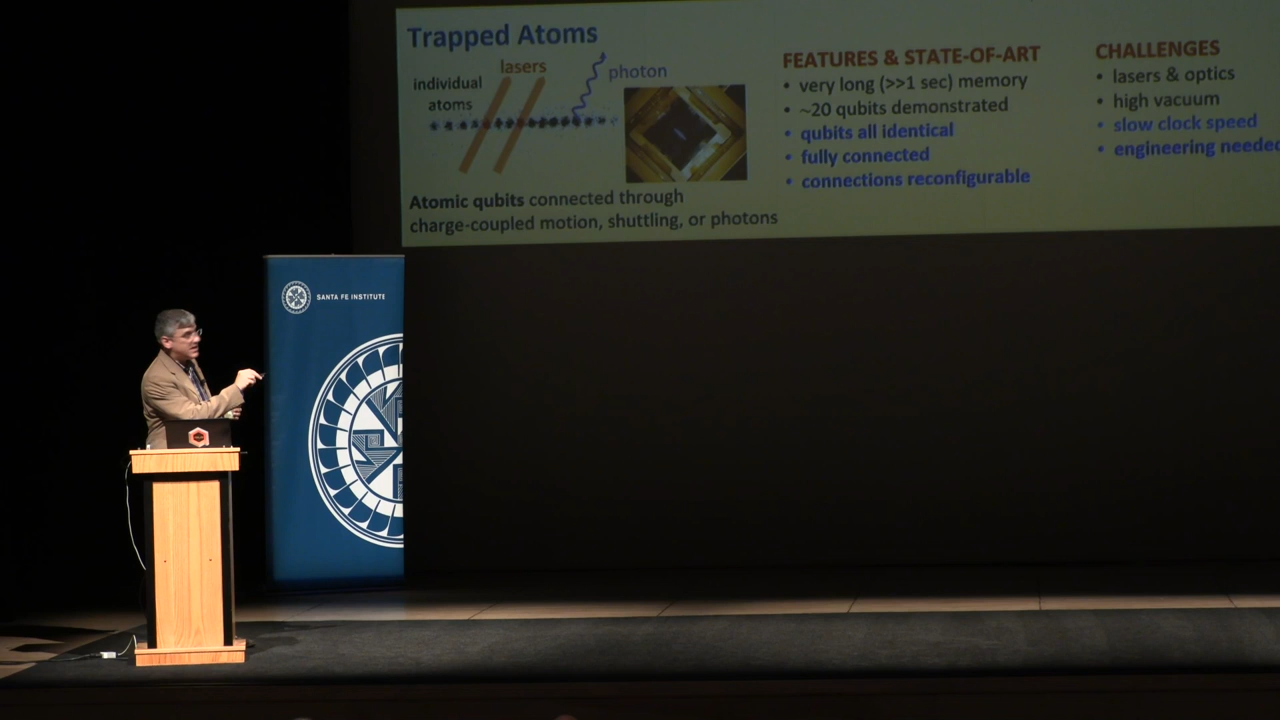 Trapped Atoms
individual
atoms
lasers
photon
Atomic qubits connected through
charge-coupled motion, shuttling, or photons
FEATURES & STATE-OF-ART
• very long (>>1 sec) memory
• ~20 qubits demonstrated
• qubits all identical
• fully connected
• connections reconfigurable
CHALLENGES
• lasers & optics
• high vacuum
• slow clock speed
• engineering needed
SANTA FE INSTITUTE